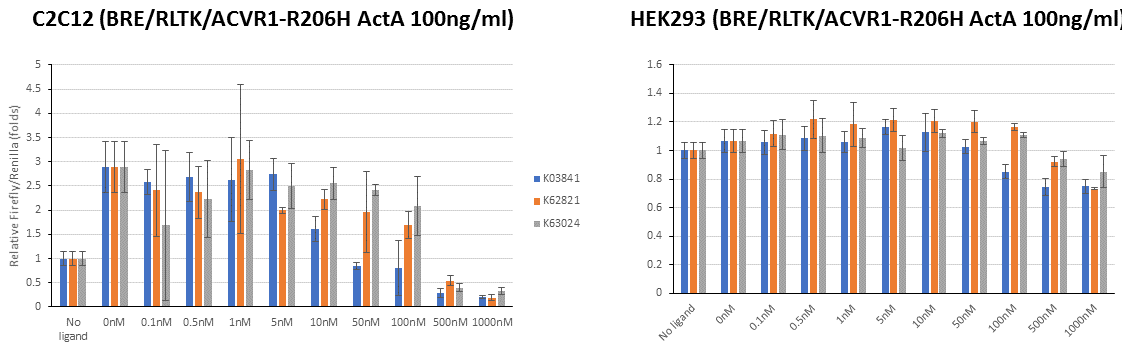 C2C12 (BRE/RLTK/ACVR1-R206H ActA 100ng/ml)
Relative Firefly/Renilla(folds)
5
4.5
4
3.5
3
2.5
2
1.5
1
0.5
0
No ligand 0nM 0.1nM 0.5nM 1nM 5nM 10nM 50nM 100nM 500nM 1000nM
K03841
K62821
K63024
HEK293 (BRE/RLTK/ACVR1-R206H ActA 100ng/ml)
1.6
1.4
1.2
1
0.8
0.6
0.4
0.2
0
No ligand 0nM 0.1nM 0.5nM 1nM 5nM 10nM 50nM 100nM 500nM 1000nM